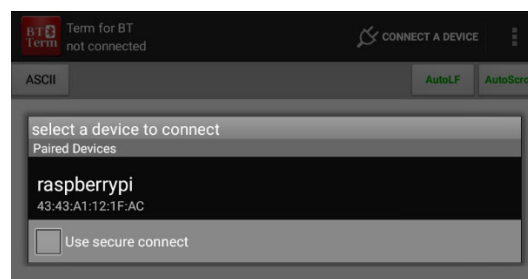 BT
Term
Term for BT
not connected
CONNECT A DEVICE
ASCII
AutoLF
AutoScro
select a device to connect
Paired Devices
raspberrypi
43:43:A1:12:1F:AC
Use secure connect